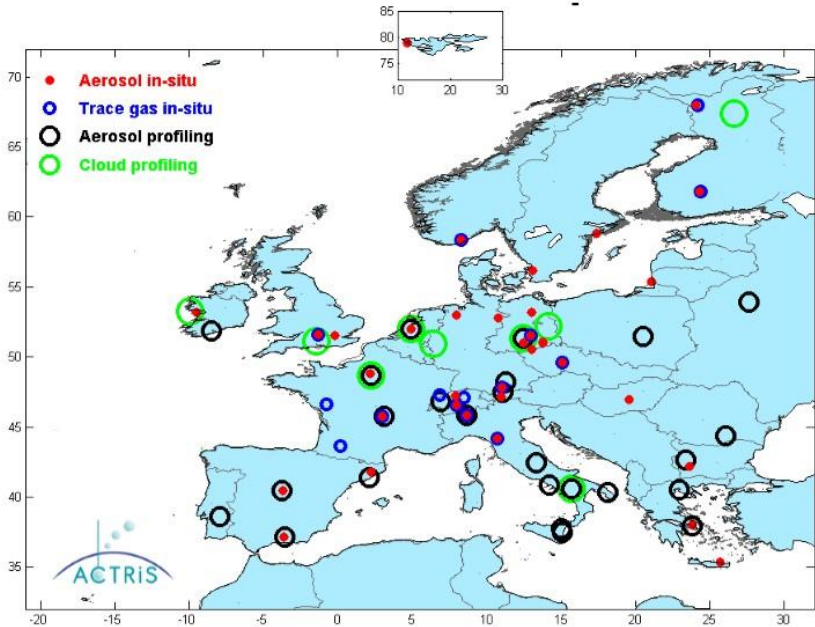 85
80
75
10 20 30
70
65
60
55
50
45
40
35
Aerosol in-situ
Trace gas in-situ
Aerosol profiling
Cloud profiling
ACTRiS
-20 -15 -10 -5 0 5 10 15 20 25 30